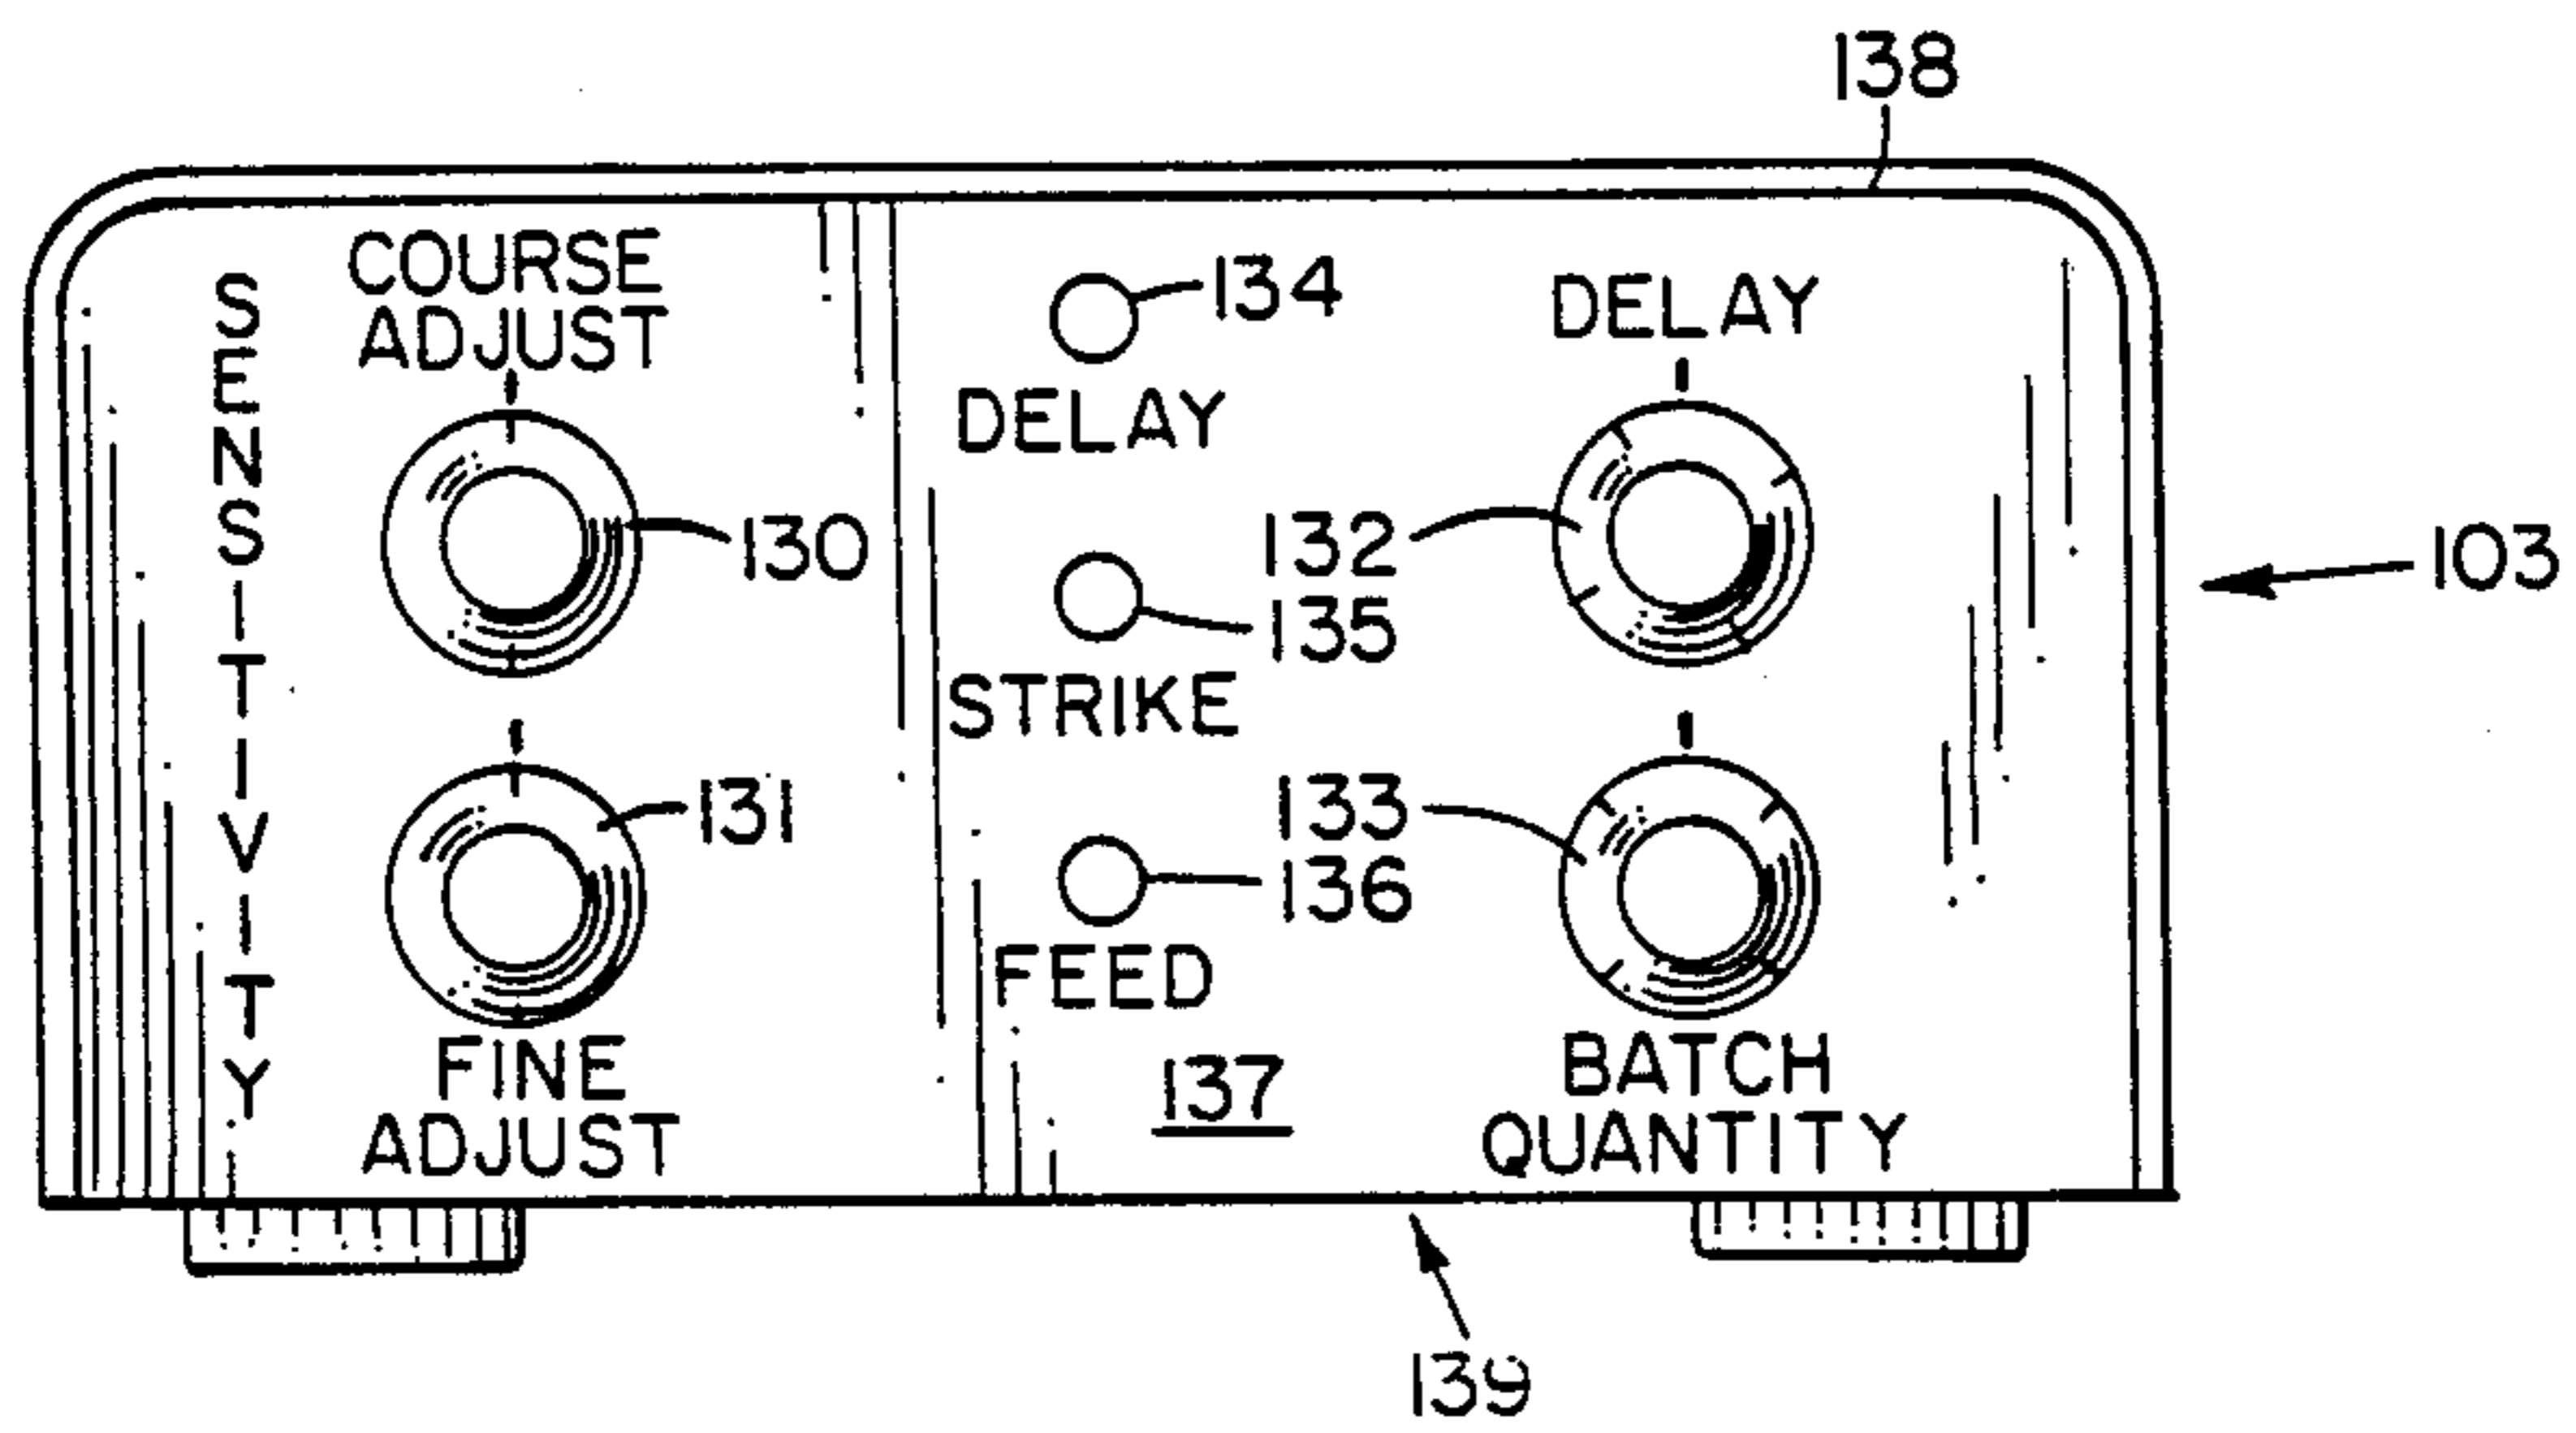 138
SENSITIVITY
COURSE
ADJUST
130
131
FINE
ADJUST
134
DELAY
135
STRIKE
136
FEED
137
DELAY
132
133
BATCH
QUANTITY
103
139